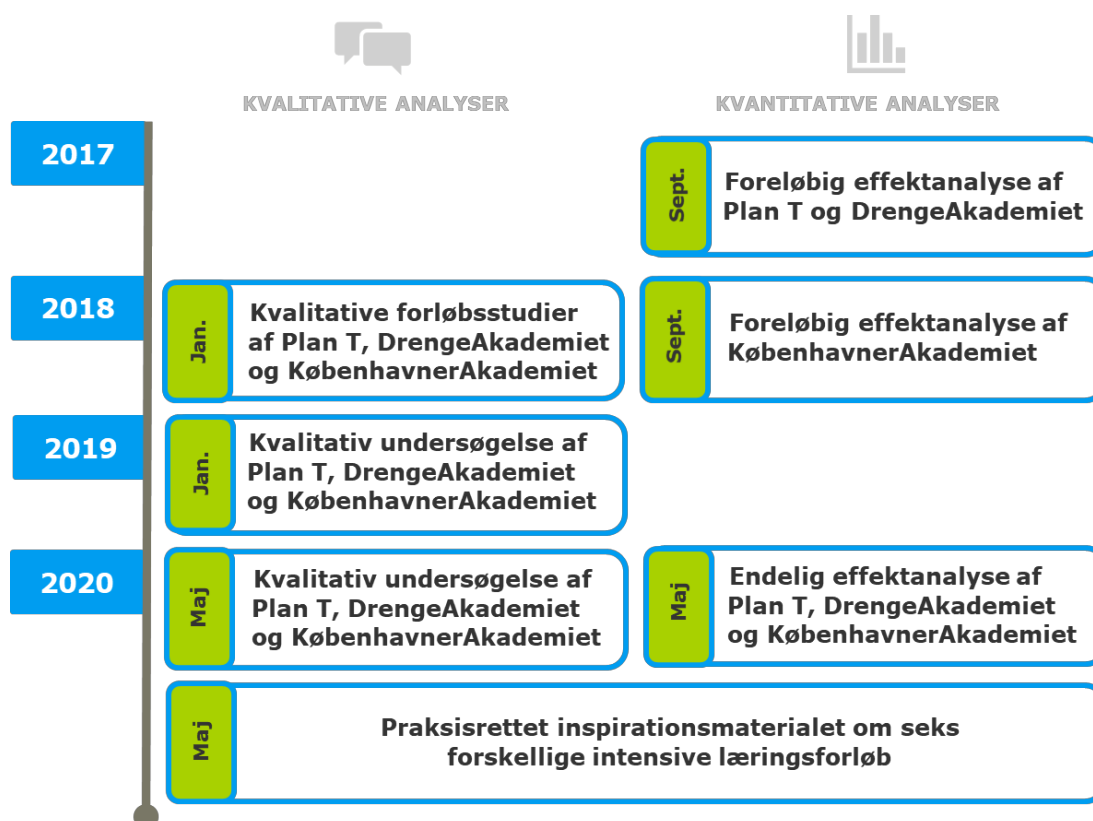 KVALITATIVE ANALYSER
KVANTITATIVE ANALYSER
2017
Sept.
Foreløbig effektanalyse af
Plan T og DrengeAkademiet
2018
Jan.
Kvalitative forløbsstudier
af Plan T, DrengeAkademiet
og KøbenhavnerAkademiet
Sept.
Foreløbig effektanalyse af
KøbenhavnerAkademiet
2019
Jan.
Kvalitativ undersøgelse af
Plan T, DrengeAkademiet
og KøbenhavnerAkademiet
2020
Maj
Kvalitativ undersøgelse af
Plan T, DrengeAkademiet
og KøbenhavnerAkademiet
Maj
Endelig effektanalyse af
Plan T, DrengeAkademiet
og KøbenhavnerAkademiet
Maj
Praksisrettet inspirationsmaterialet om seks
forskellige intensive læringsforløb